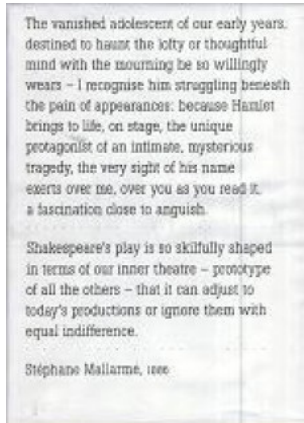 The vanished adolescent of our early years,
destined to haunt the lofty or thoughtful
mind with the mourning he so willingly
wears – I recognise him struggling beneath
the pain of appearances: because Hamlet
brings to life, on stage, the unique
protagonist of an intimate, mysterious
tragedy, the very sight of his name
exerts over me, over you as you read it,
a fascination close to anguish.
Shakespeare's play is so skilfully shaped
in terms of our inner theatre – prototype
of all the others – that it can adjust to
today's productions or ignore them with
equal indifference.
Stéphane Mallarmé, 1886